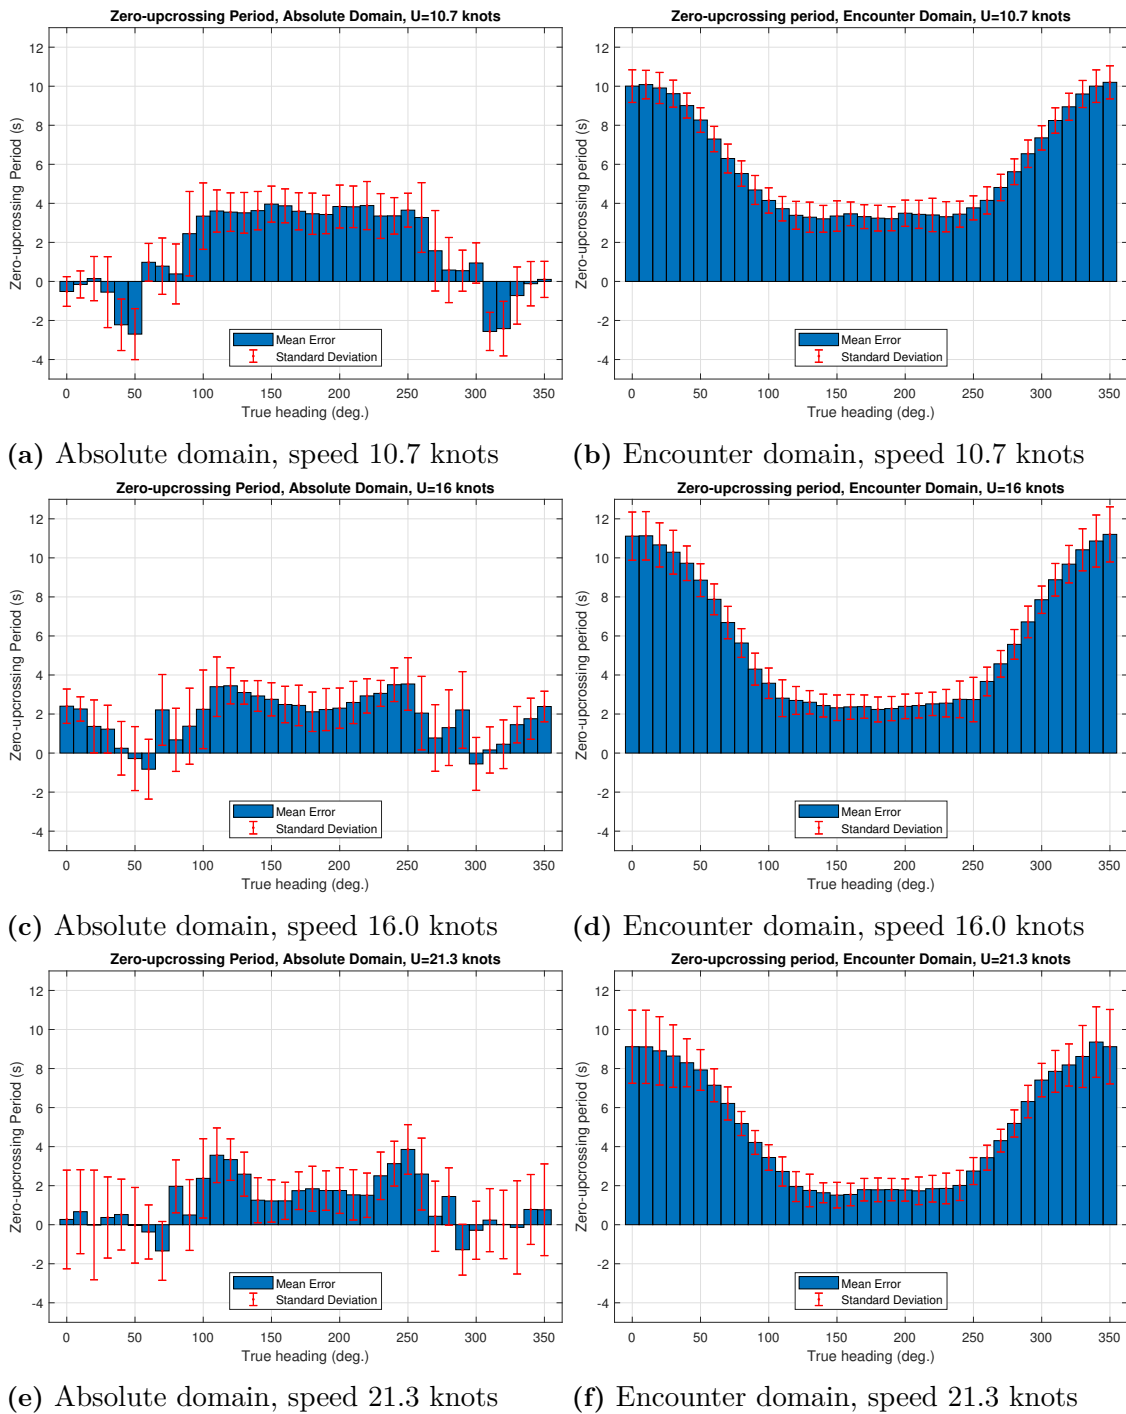 Zero-upcrossing Period, Absolute Domain, U=10.7 knots
Zero-upcrossing Period (s)
12
10
8
6
4
2
0
-2
-4
Mean Error
Standard Deviation
0 50 100 150 200 250 300 350
True heading (deg.)
(a) Absolute domain, speed 10.7 knots
Zero-upcrossing period, Encounter Domain, U=10.7 knots
Zero-upcrossing period (s)
12
10
8
6
4
2
0
-2
-4
Mean Error
Standard Deviation
0 50 100 150 200 250 300 350
True heading (deg.)
(b) Encounter domain, speed 10.7 knots
Zero-upcrossing Period, Absolute Domain, U=16 knots
Zero-upcrossing Period (s)
12
10
8
6
4
2
0
-2
-4
Mean Error
Standard Deviation
0 50 100 150 200 250 300 350
True heading (deg.)
(c) Absolute domain, speed 16.0 knots
Zero-upcrossing period, Encounter Domain, U=16 knots
Zero-upcrossing period (s)
12
10
8
6
4
2
0
-2
-4
Mean Error
Standard Deviation
0 50 100 150 200 250 300 350
True heading (deg.)
(d) Encounter domain, speed 16.0 knots
Zero-upcrossing Period, Absolute Domain, U=21.3 knots
Zero-upcrossing Period (s)
12
10
8
6
4
2
0
-2
-4
Mean Error
Standard Deviation
0 50 100 150 200 250 300 350
True heading (deg.)
(e) Absolute domain, speed 21.3 knots
Zero-upcrossing period, Encounter Domain, U=21.3 knots
Zero-upcrossing period (s)
12
10
8
6
4
2
0
-2
-4
Mean Error
Standard Deviation
0 50 100 150 200 250 300 350
True heading (deg.)
(f) Encounter domain, speed 21.3 knots